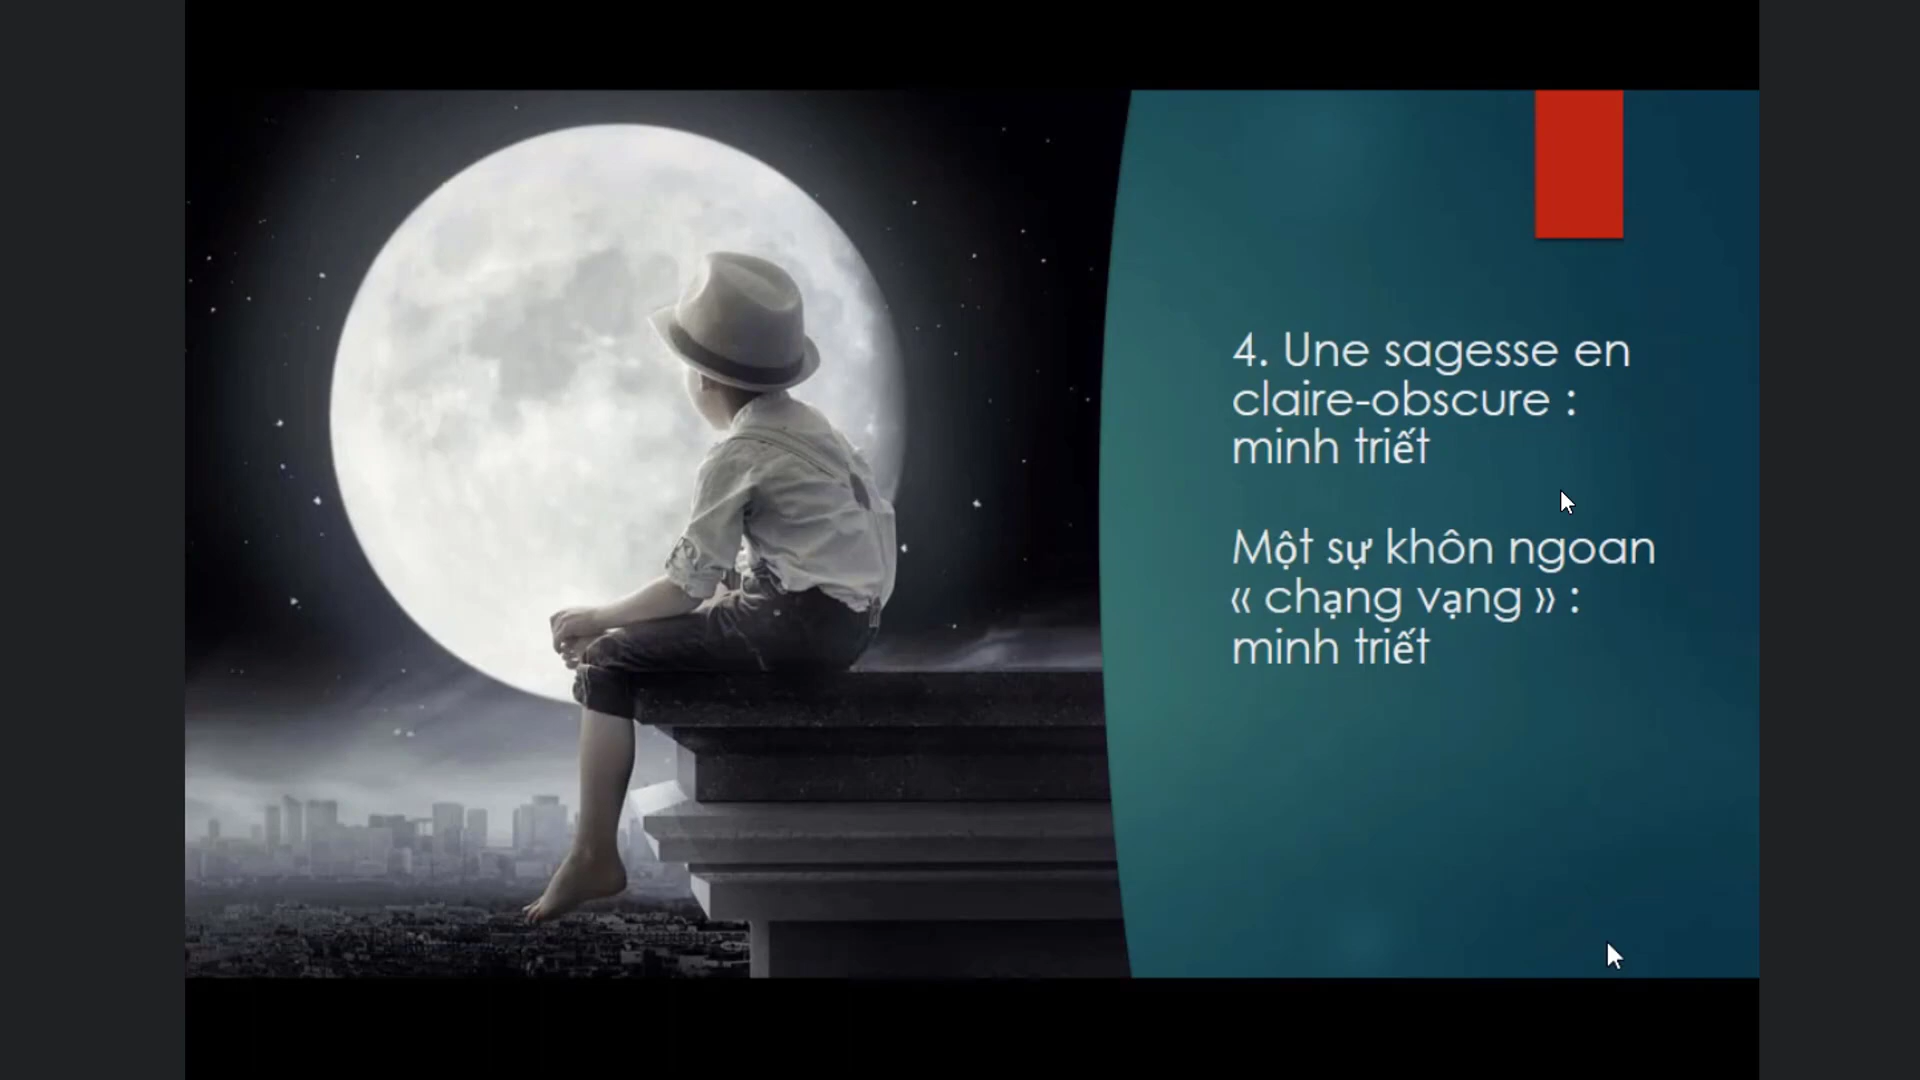 4. Une sagesse en
claire-obscure :
minh triết
Một sự khôn ngoan
« chạng vạng » :
minh triết